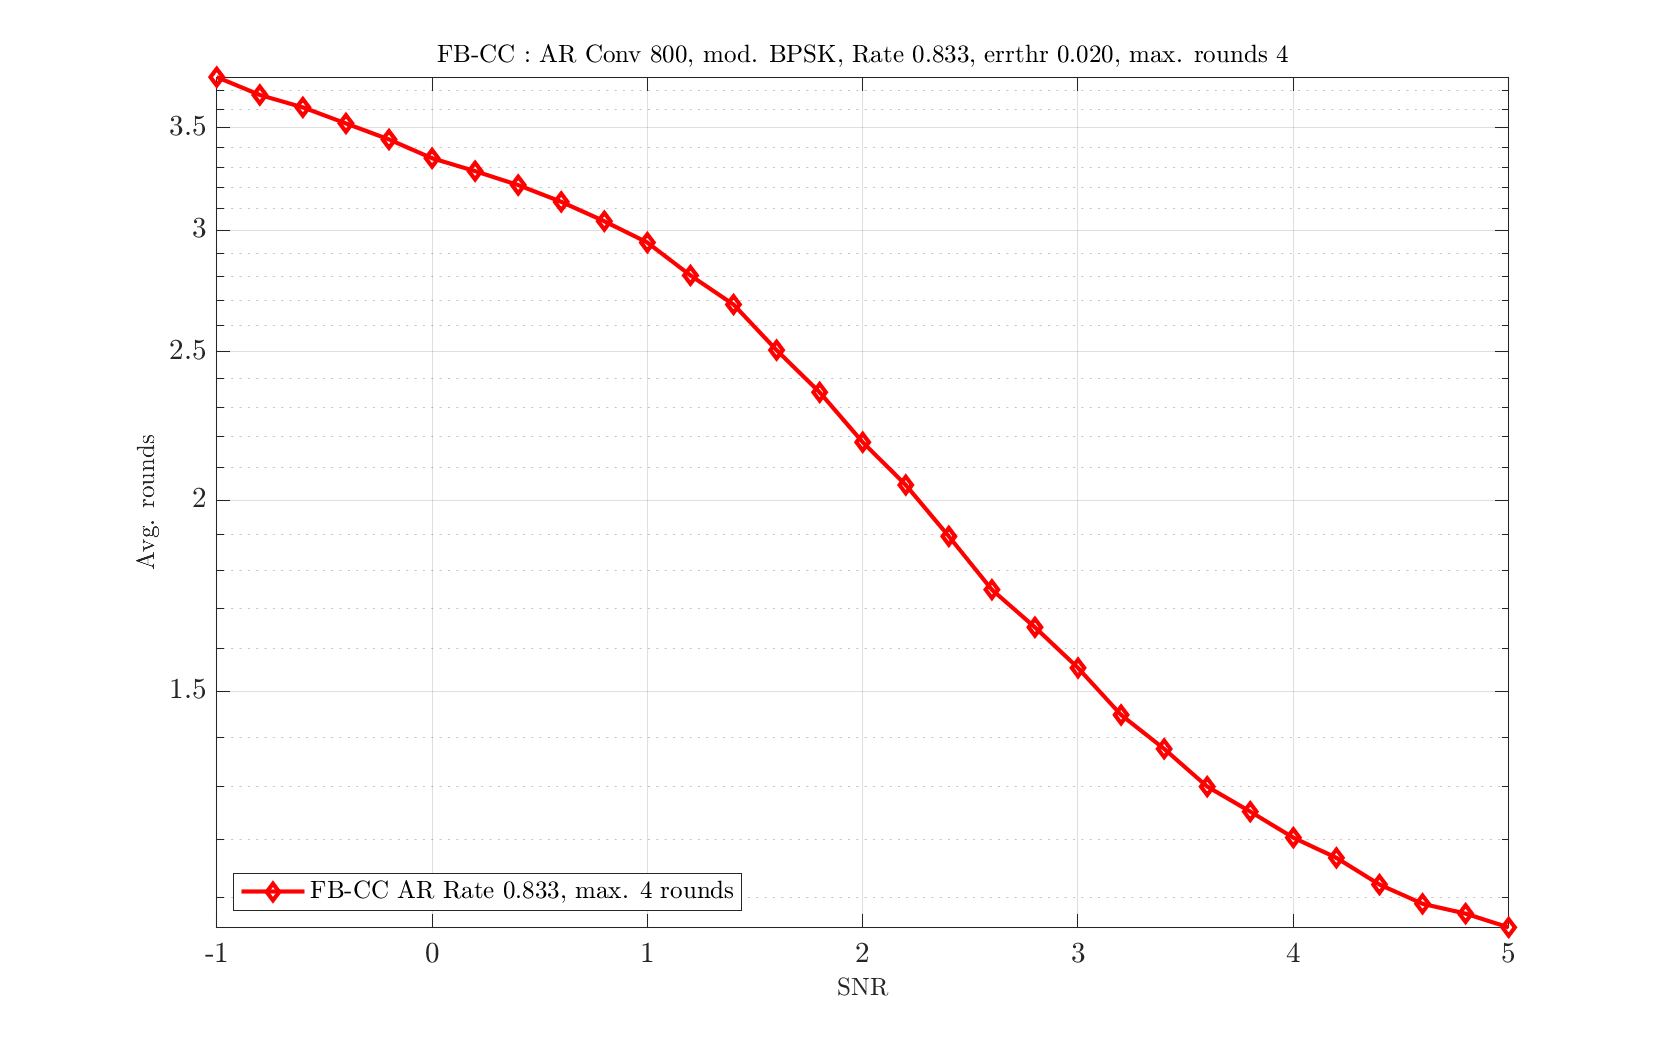 FB-CC : AR Conv 800, mod. BPSK, Rate 0.833, errthr 0.020, max. rounds 4
3.5
3
2.5
2
1.5
Avg. rounds
FB-CC AR Rate 0.833, max. 4 rounds
-1 0 1 2 3 4 5
SNR